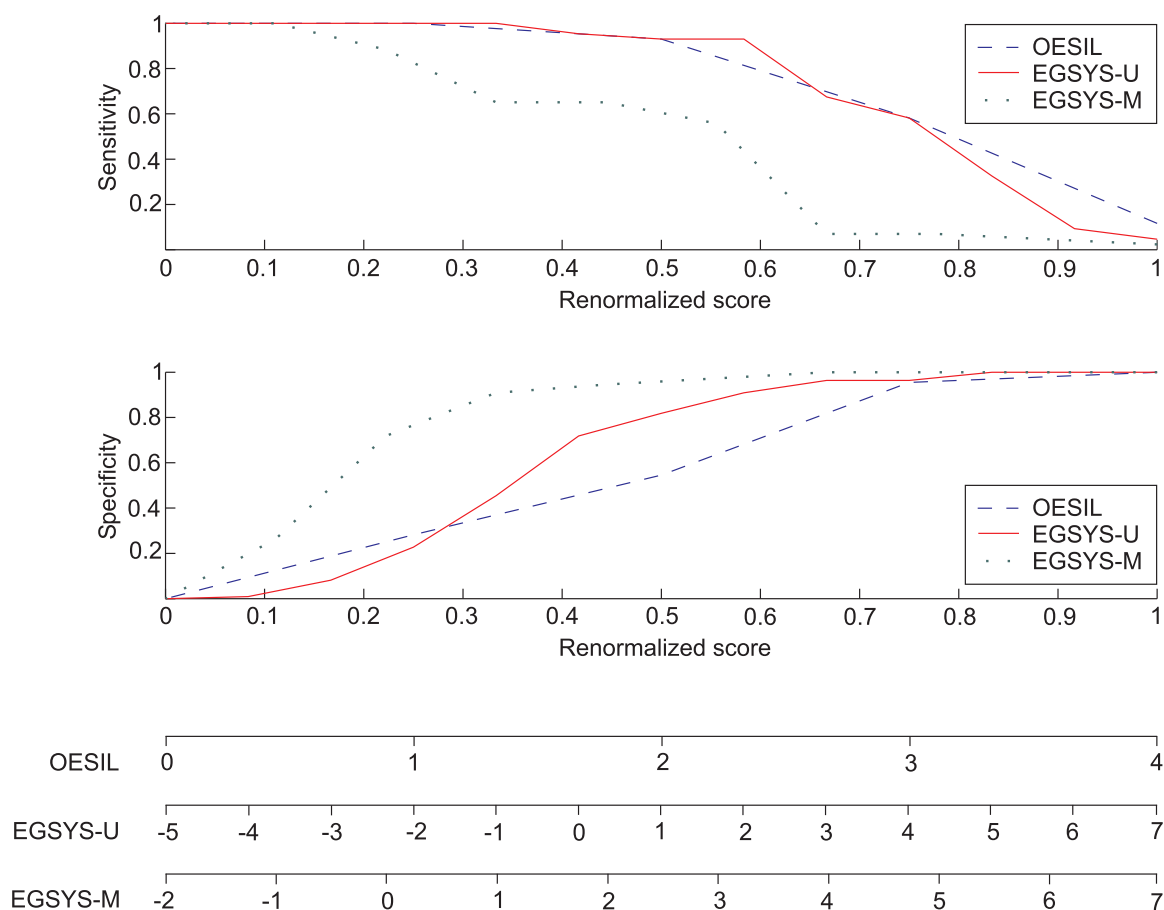 1
0.8
0.6
0.4
0.2
Sensitivity
OESIL
EGSYS-U
EGSYS-M
0 0.1 0.2 0.3 0.4 0.5 0.6 0.7 0.8 0.9 1
Renormalized score
1
0.8
0.6
0.4
0.2
Specificity
OESIL
EGSYS-U
EGSYS-M
0 0.1 0.2 0.3 0.4 0.5 0.6 0.7 0.8 0.9 1
Renormalized score
OESIL 0 1 2 3 4
EGSYS-U -5 -4 -3 -2 -1 0 1 2 3 4 5 6 7
EGSYS-M -2 -1 0 1 2 3 4 5 6 7